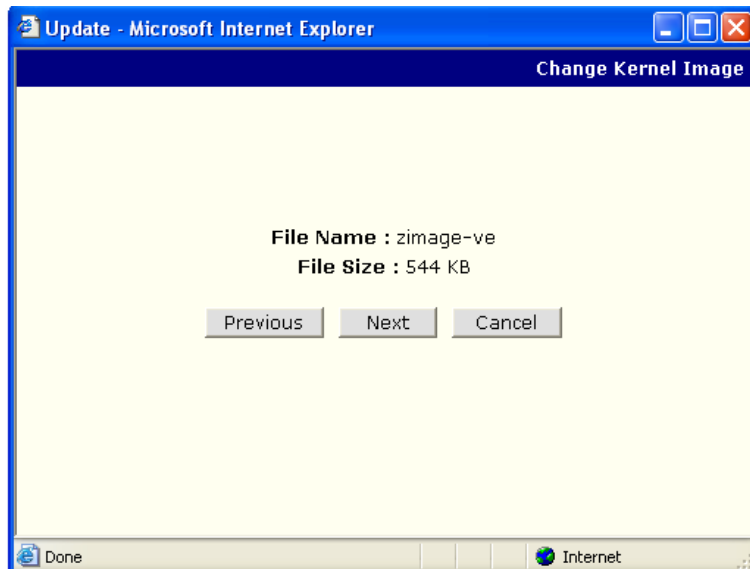 Update - Microsoft Internet Explorer
Change Kernel Image
File Name : zimage-ve
File Size : 544 KB
Previous Next Cancel
Done Internet